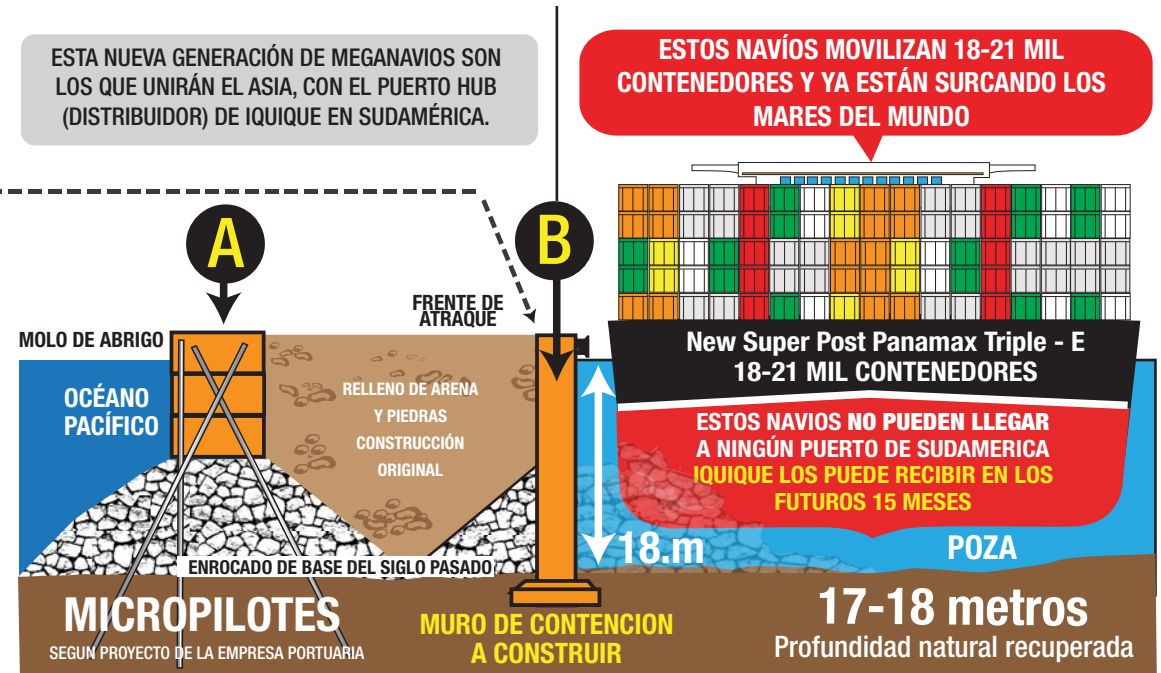 ESTA NUEVA GENERACIÓN DE MEGANAVIOS SON
LOS QUE UNIRÁN EL ASIA, CON EL PUERTO HUB
(DISTRIBUIDOR) DE IQUIQUE EN SUDAMÉRICA.
ESTOS NAVÍOS MOVILIZAN 18-21 MIL
CONTENEDORES Y YA ESTÁN SURCANDO LOS
MARES DEL MUNDO
A
B
MOLO DE ABRIGO
FRENTE DE
ATRAQUE
OCÉANO
PACÍFICO
RELLENO DE ARENA
Y PIEDRAS
CONSTRUCCIÓN
ORIGINAL
New Super Post Panamax Triple - E
18-21 MIL CONTENEDORES
ESTOS NAVIOS NO PUEDEN LLEGAR
A NINGÚN PUERTO DE SUDAMERICA
IQUIQUE LOS PUEDE RECIBIR EN LOS
FUTUROS 15 MESES
18.m
POZA
ENROCADO DE BASE DEL SIGLO PASADO
MICROPILOTES
SEGUN PROYECTO DE LA EMPRESA PORTUARIA
MURO DE CONTENCION
A CONSTRUIR
17-18 metros
Profundidad natural recuperada